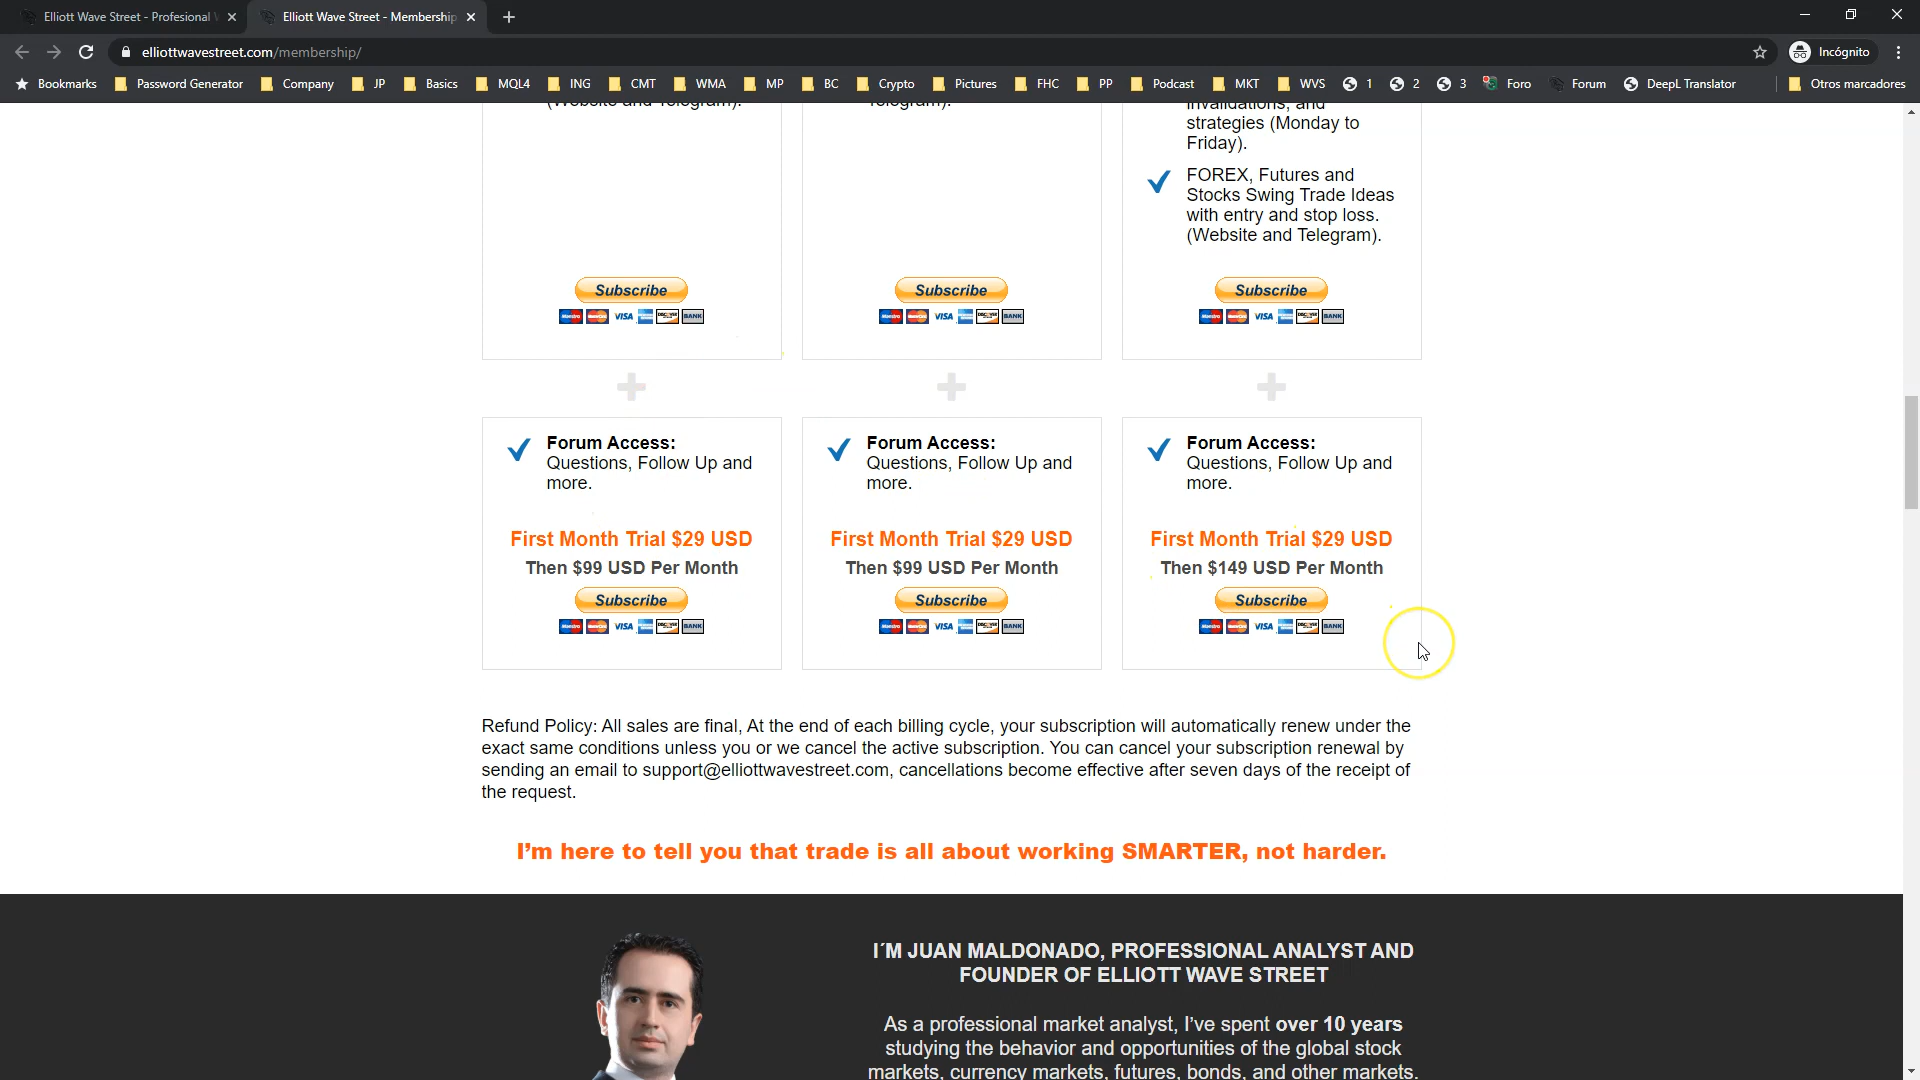 Elliott Wave Street - Profesional
Elliott Wave Street - Membership
elliottwavestreet.com/membership/
Incógnito
Bookmarks
Password Generator
Company
JP
Basics
MQL4
ING
CMT
WMA
MP
BC
Crypto
Pictures
FHC
PP
Podcast
MKT
WVS
1
2
3
Foro
Forum
DeepL Translator
Otros marcadores
(Website and Telegram).
Telegram).
invalidations, and
strategies (Monday to
Friday).
FOREX, Futures and
Stocks Swing Trade Ideas
with entry and stop loss.
(Website and Telegram).
Subscribe
Subscribe
Subscribe
Forum Access:
Questions, Follow Up and
more.
First Month Trial $29 USD
Then $99 USD Per Month
Subscribe
Forum Access:
Questions, Follow Up and
more.
First Month Trial $29 USD
Then $99 USD Per Month
Subscribe
Forum Access:
Questions, Follow Up and
more.
First Month Trial $29 USD
Then $149 USD Per Month
Subscribe
Refund Policy: All sales are final, At the end of each billing cycle, your subscription will automatically renew under the
exact same conditions unless you or we cancel the active subscription. You can cancel your subscription renewal by
sending an email to support@elliottwavestreet.com, cancellations become effective after seven days of the receipt of
the request.
I’m here to tell you that trade is all about working SMARTER, not harder.
I´M JUAN MALDONADO, PROFESSIONAL ANALYST AND
FOUNDER OF ELLIOTT WAVE STREET
As a professional market analyst, I’ve spent over 10 years
studying the behavior and opportunities of the global stock
markets, currency markets, futures, bonds, and other markets.